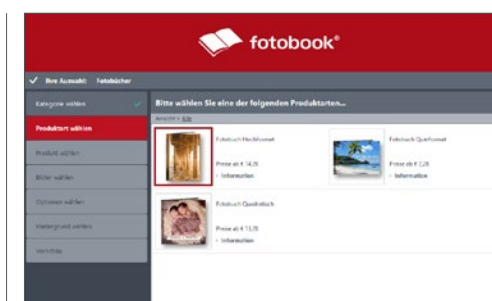 fotobook®
Ihre Auswahl: Fotobücher
Kategorie wählen
Produktart wählen
Produkt wählen
Bilder wählen
Optionen wählen
Hintergrund wählen
Vorschau
Bitte wählen Sie eine der folgenden Produktarten...
Ansicht > Alle
Fotobuch Hochformat
Preise ab € 14,28
> Information
Fotobuch Querformat
Preise ab € 7,28
> Information
Fotobuch Quadratisch
Preise ab € 13,28
> Information